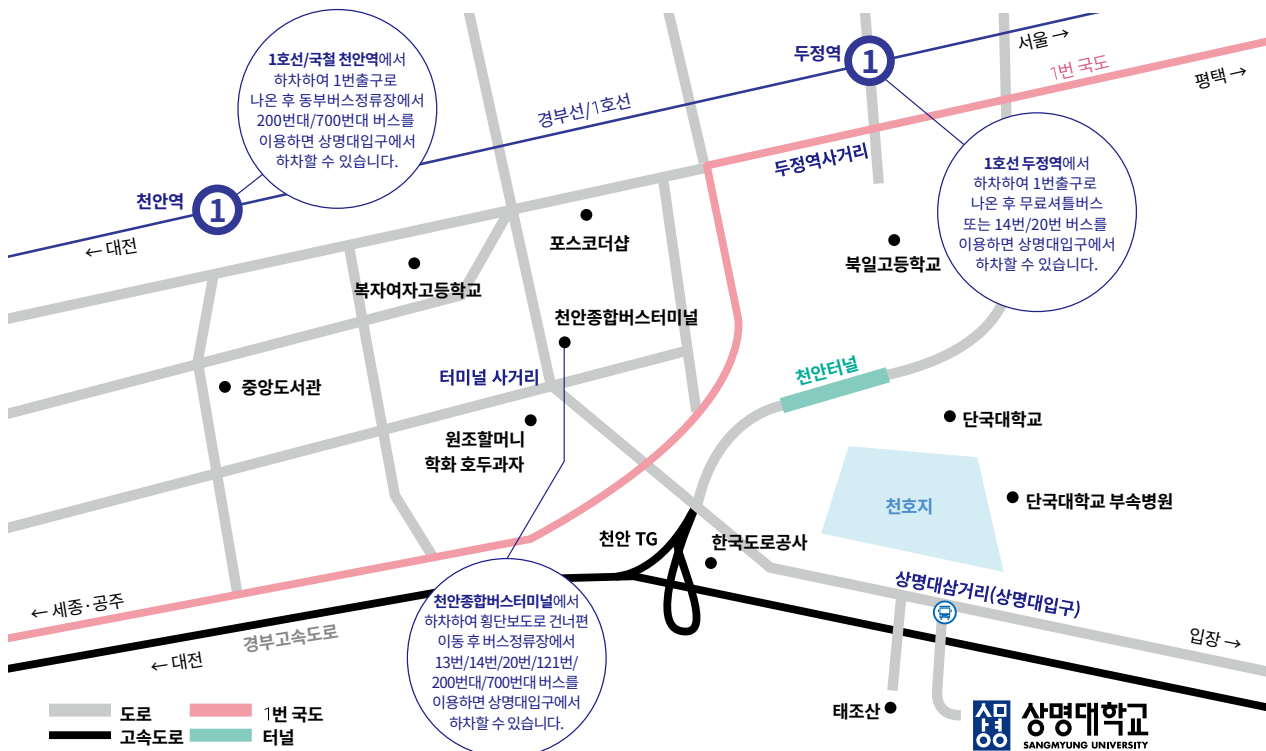 서울 →
두정역
1
1번 국도
평택 →
1호선/국철 천안역에서
하차하여 1번출구로
나온 후 동부버스정류장에서
200번대/700번대 버스를
이용하면 상명대입구에서
하차할 수 있습니다.
경부선/1호선
두정역사거리
1호선 두정역에서
하차하여 1번출구로
나온 후 무료셔틀버스
또는 14번/20번 버스를
이용하면 상명대입구에서
하차할 수 있습니다.
천안역
1
← 대전
포스코더샵
북일고등학교
복자여자고등학교
천안종합버스터미널
천안터널
터미널 사거리
중앙도서관
단국대학교
원조할머니
학화 호두과자
천호지
단국대학교 부속병원
천안 TG
한국도로공사
상명대삼거리(상명대입구)
← 세종·공주
경부고속도로
← 대전
천안종합버스터미널에서
하차하여 횡단보도로 건너편
이동 후 버스정류장에서
13번/14번/20번/121번/
200번대/700번대 버스를
이용하면 상명대입구에서
하차할 수 있습니다.
입장 →
태조산
도로
1번 국도
고속도로
터널
상명
상명대학교
SANGMYUNG UNIVERSITY